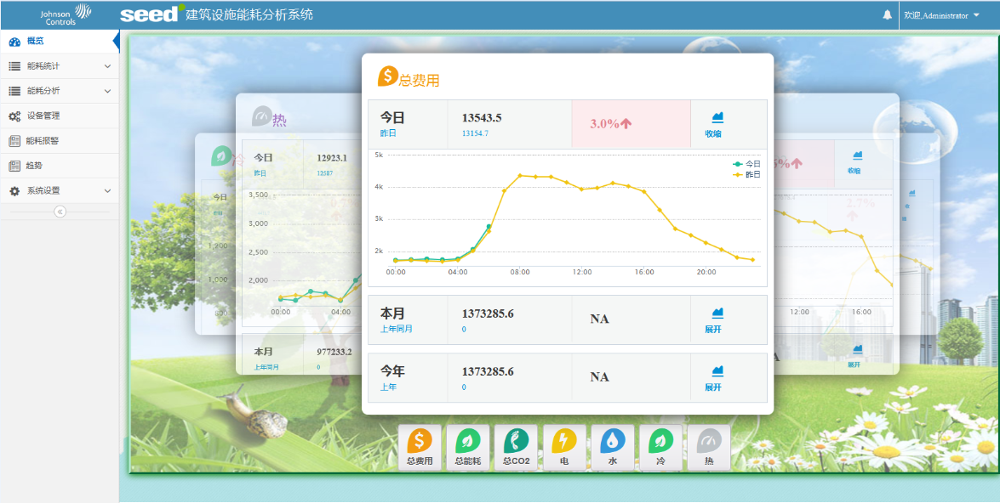 Johnson Controls
seed 建筑设施能耗分析系统
欢迎,Administrator
概览
能耗统计
能耗分析
设备管理
能耗报警
趋势
系统设置
总费用
今日 13543.5 3.0% 收缩
昨日 13154.7
5k
4k
3k
2k
今日
昨日
00:00 04:00 08:00 12:00 16:00 20:00
本月 1373285.6 NA 展开
上年同月 0
今年 1373285.6 NA 展开
上年 0
热
今日 12923.1
昨日 12587
3,500
3,000
2,500
2,000
00:00 04:00
本月 977233.2
上年同月 0
冷
今日
昨日
1,200
1,000
800
收缩
2.7%
12:00 16:00
展开
总费用 总能耗 总CO2 电 水 冷 热